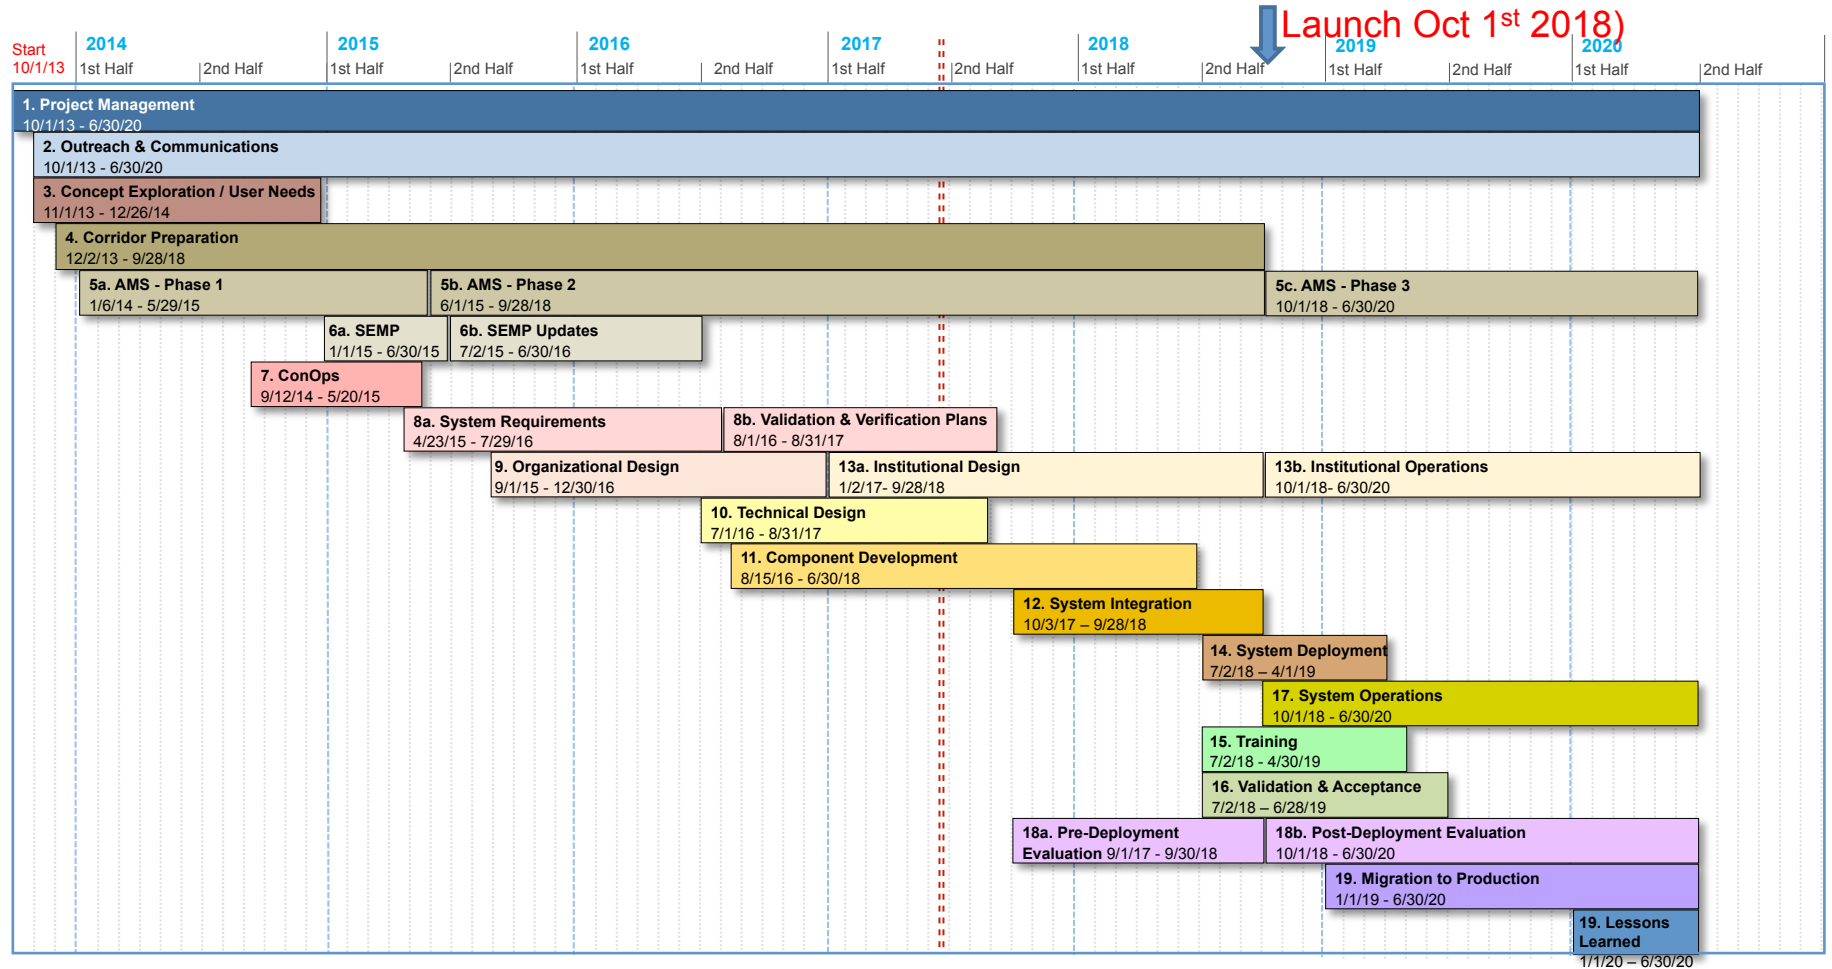 Launch Oct 1st 2018)
Start
10/1/13
2014
2015
2016
2017
2018
2019
2020
1st Half
2nd Half
1st Half
2nd Half
1st Half
2nd Half
1st Half
2nd Half
1st Half
2nd Half
1st Half
2nd Half
1st Half
2nd Half
1. Project Management
10/1/13 - 6/30/20
2. Outreach & Communications
10/1/13 - 6/30/20
3. Concept Exploration / User Needs
11/1/13 - 12/26/14
4. Corridor Preparation
12/2/13 - 9/28/18
5a. AMS - Phase 1
1/6/14 - 5/29/15
5b. AMS - Phase 2
6/1/15 - 9/28/18
5c. AMS - Phase 3
10/1/18 - 6/30/20
6a. SEMP
1/1/15 - 6/30/15
6b. SEMP Updates
7/2/15 - 6/30/16
7. ConOps
9/12/14 - 5/20/15
8a. System Requirements
4/23/15 - 7/29/16
8b. Validation & Verification Plans
8/1/16 - 8/31/17
9. Organizational Design
9/1/15 - 12/30/16
13a. Institutional Design
1/2/17- 9/28/18
13b. Institutional Operations
10/1/18- 6/30/20
10. Technical Design
7/1/16 - 8/31/17
11. Component Development
8/15/16 - 6/30/18
12. System Integration
10/3/17 – 9/28/18
14. System Deployment
7/2/18 – 4/1/19
17. System Operations
10/1/18 - 6/30/20
15. Training
7/2/18 - 4/30/19
16. Validation & Acceptance
7/2/18 – 6/28/19
18a. Pre-Deployment
Evaluation 9/1/17 - 9/30/18
18b. Post-Deployment Evaluation
10/1/18 - 6/30/20
19. Migration to Production
1/1/19 - 6/30/20
19. Lessons
Learned
1/1/20 – 6/30/20